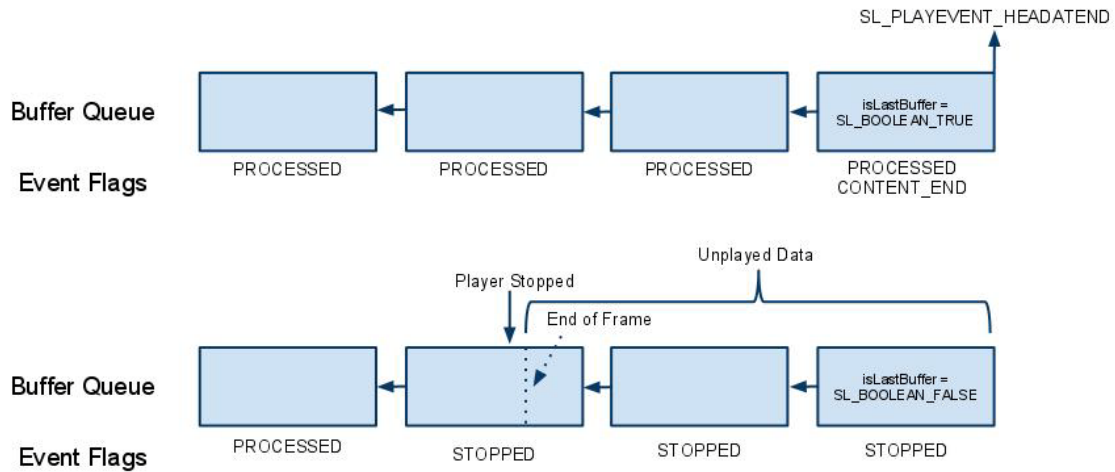 SL_PLAYEVENT_HEADATEND
Buffer Queue
isLastBuffer =
SL_BOOLEAN_TRUE
Event Flags
PROCESSED
PROCESSED
PROCESSED
PROCESSED
CONTENT_END
Unplayed Data
Player Stopped
End of Frame
Buffer Queue
isLastBuffer =
SL_BOOLEAN_FALSE
Event Flags
PROCESSED
STOPPED
STOPPED
STOPPED